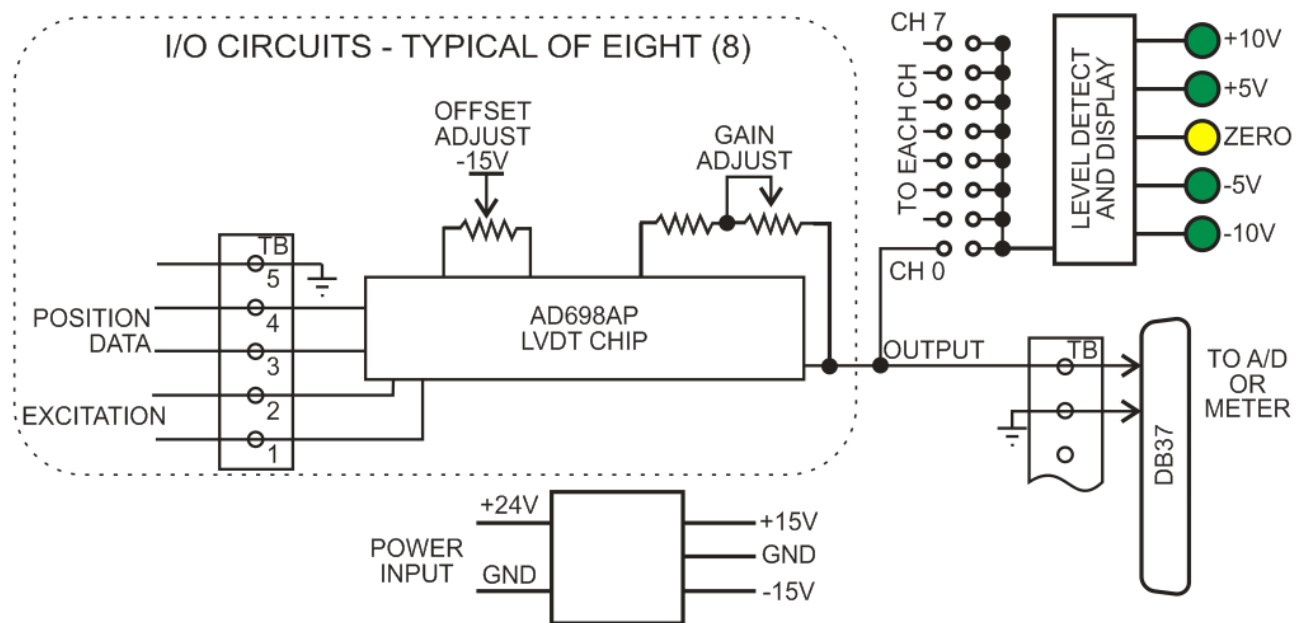 I/O CIRCUITS - TYPICAL OF EIGHT (8)
OFFSET
ADJUST
-15V
GAIN
ADJUST
TB
5
4
3
2
1
POSITION
DATA
EXCITATION
AD698AP
LVDT CHIP
CH 7
TO EACH CH
CH 0
LEVEL DETECT
AND DISPLAY
+10V
+5V
ZERO
-5V
-10V
OUTPUT
TB
DB37
TO A/D
OR
METER
POWER
INPUT
+24V
GND
+15V
GND
-15V